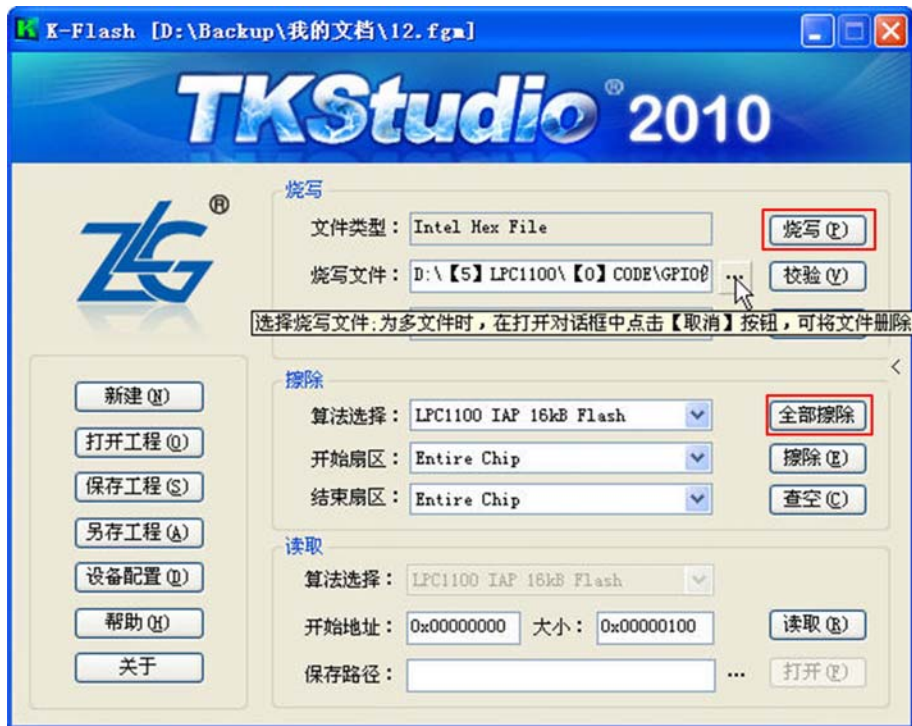 K-Flash [D:\Backup\我的文档\12.fgm]
TKStudio® 2010
ZLG®
烧写
文件类型： Intel Hex File 烧写(P)
烧写文件： D:\【5】LPC1100\【0】CODE\GPIO ... 校验(V)
选择烧写文件:为多文件时，在打开对话框中点击【取消】按钮，可将文件删除
<
新建(N)
打开工程(O)
保存工程(S)
另存工程(A)
设备配置(D)
帮助(H)
关于
擦除
算法选择： LPC1100 IAP 16kB Flash 全部擦除
开始扇区： Entire Chip 擦除(E)
结束扇区： Entire Chip 查空(C)
读取
算法选择： LPC1100 IAP 16kB Flash
开始地址： 0x00000000 大小： 0x00000100 读取(R)
保存路径： ... 打开(F)